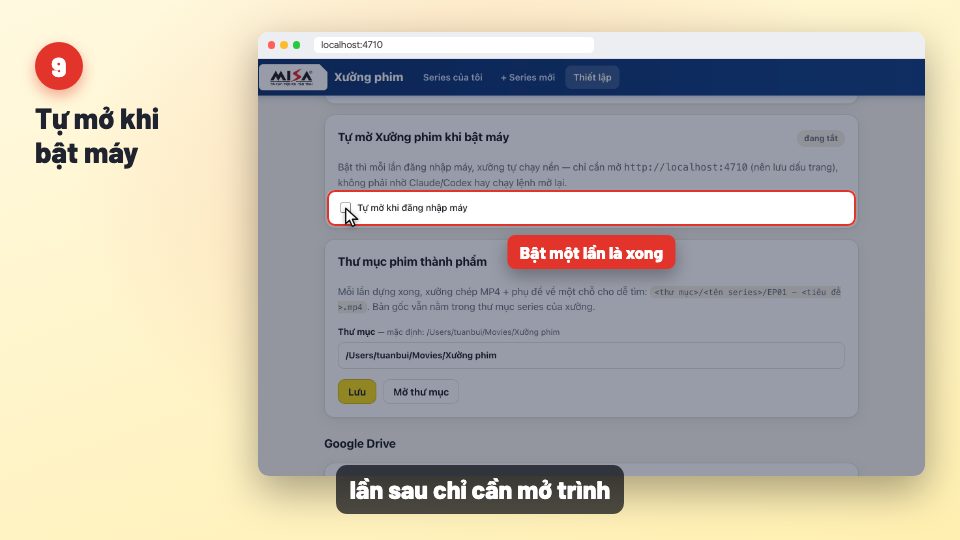 9
Tự mở khi
bật máy
localhost:4710
MISA
Xưởng phim
Series của tôi
+ Series mới
Thiết lập
Tự mở Xưởng phim khi bật máy
đang tắt
Bật thì mỗi lần đăng nhập máy, xưởng tự chạy nền — chỉ cần mở http://localhost:4710 (nên lưu dấu trang),
không phải nhờ Claude/Codex hay chạy lệnh mở lại.
Tự mở khi đăng nhập máy
Bật một lần là xong
Thư mục phim thành phẩm
Mỗi lần dựng xong, xưởng chép MP4 + phụ đề về một chỗ cho dễ tìm: <thư mục>/<tên series>/EP01 — <tiêu đề
>.mp4. Bản gốc vẫn nằm trong thư mục series của xưởng.
Thư mục — mặc định: /Users/tuanbui/Movies/Xưởng phim
/Users/tuanbui/Movies/Xưởng phim
Lưu
Mở thư mục
Google Drive
lần sau chỉ cần mở trình